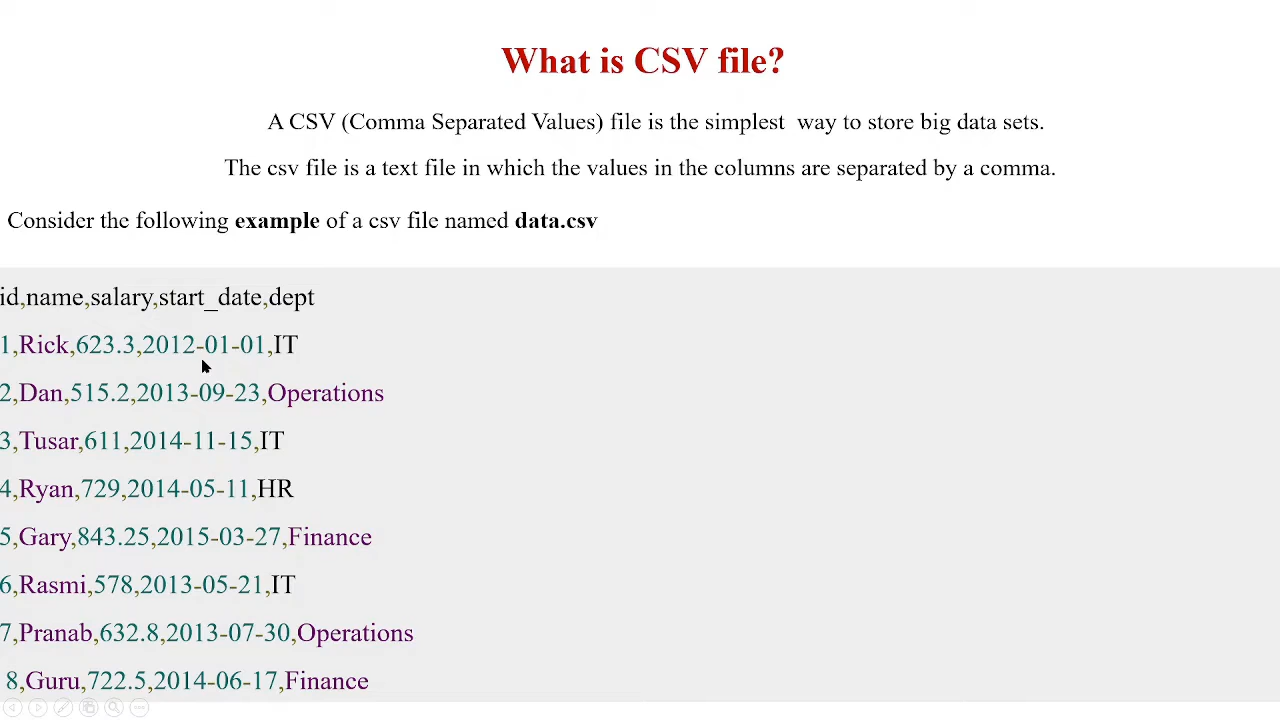 What is CSV file?
A CSV (Comma Separated Values) file is the simplest way to store big data sets.
The csv file is a text file in which the values in the columns are separated by a comma.
Consider the following example of a csv file named data.csv
id,name,salary,start_date,dept
1,Rick,623.3,2012-01-01,IT
2,Dan,515.2,2013-09-23,Operations
3,Tusar,611,2014-11-15,IT
4,Ryan,729,2014-05-11,HR
5,Gary,843.25,2015-03-27,Finance
6,Rasmi,578,2013-05-21,IT
7,Pranab,632.8,2013-07-30,Operations
8,Guru,722.5,2014-06-17,Finance